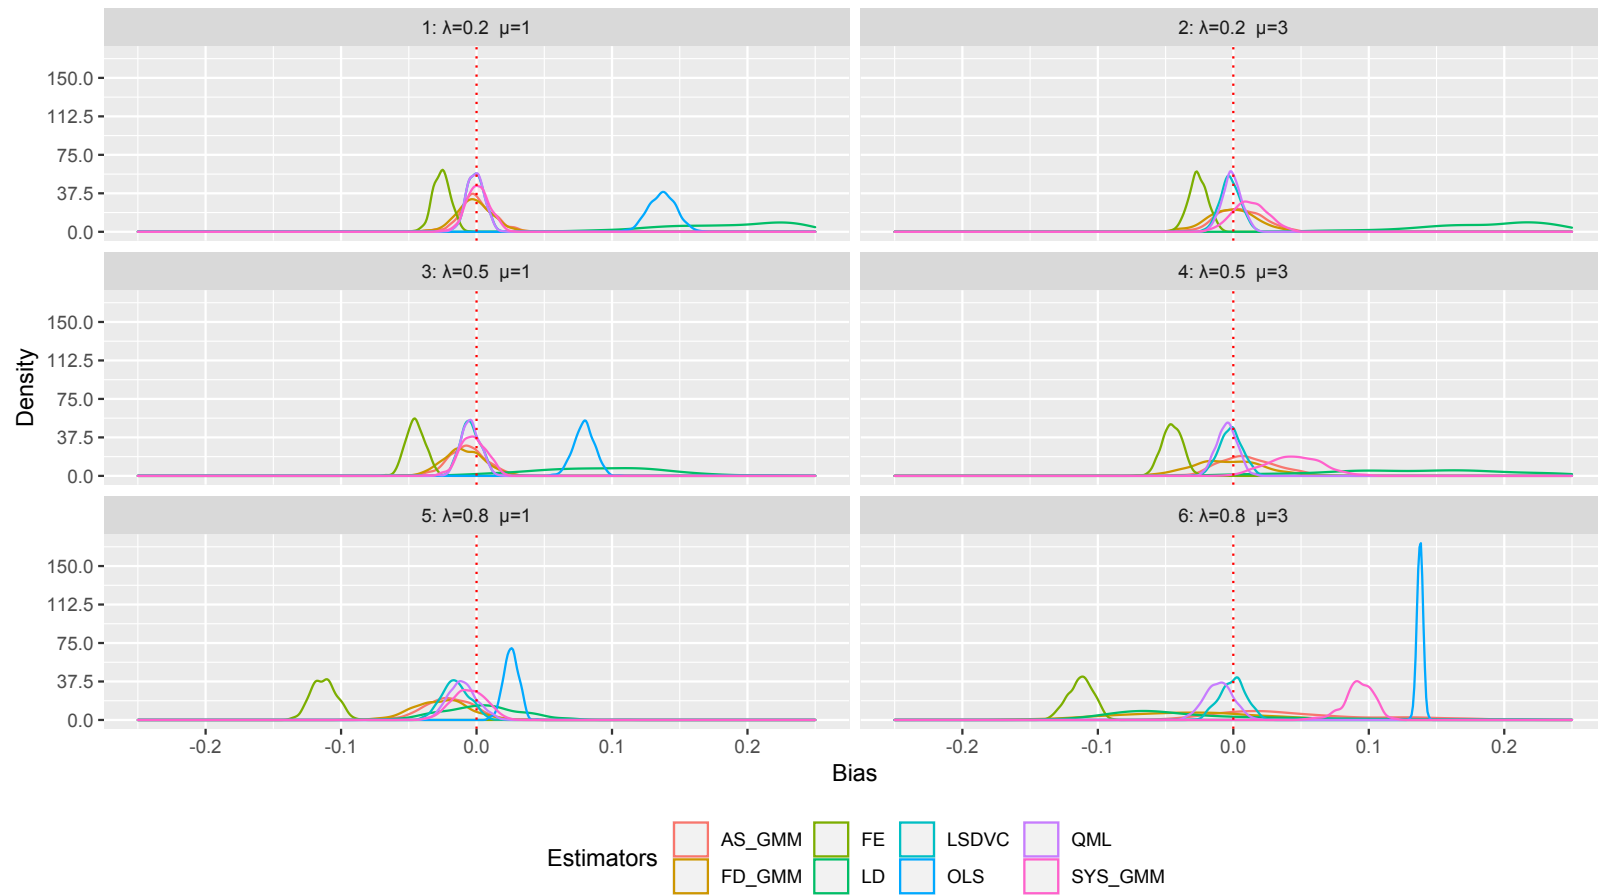 1: λ=0.2 μ=1
2: λ=0.2 μ=3
150.0
112.5
75.0
37.5
0.0
3: λ=0.5 μ=1
4: λ=0.5 μ=3
150.0
112.5
75.0
37.5
0.0
Density
5: λ=0.8 μ=1
6: λ=0.8 μ=3
150.0
112.5
75.0
37.5
0.0
-0.2 -0.1 0.0 0.1 0.2
-0.2 -0.1 0.0 0.1 0.2
Bias
Estimators
AS_GMM FE LSDVC QML
FD_GMM LD OLS SYS_GMM